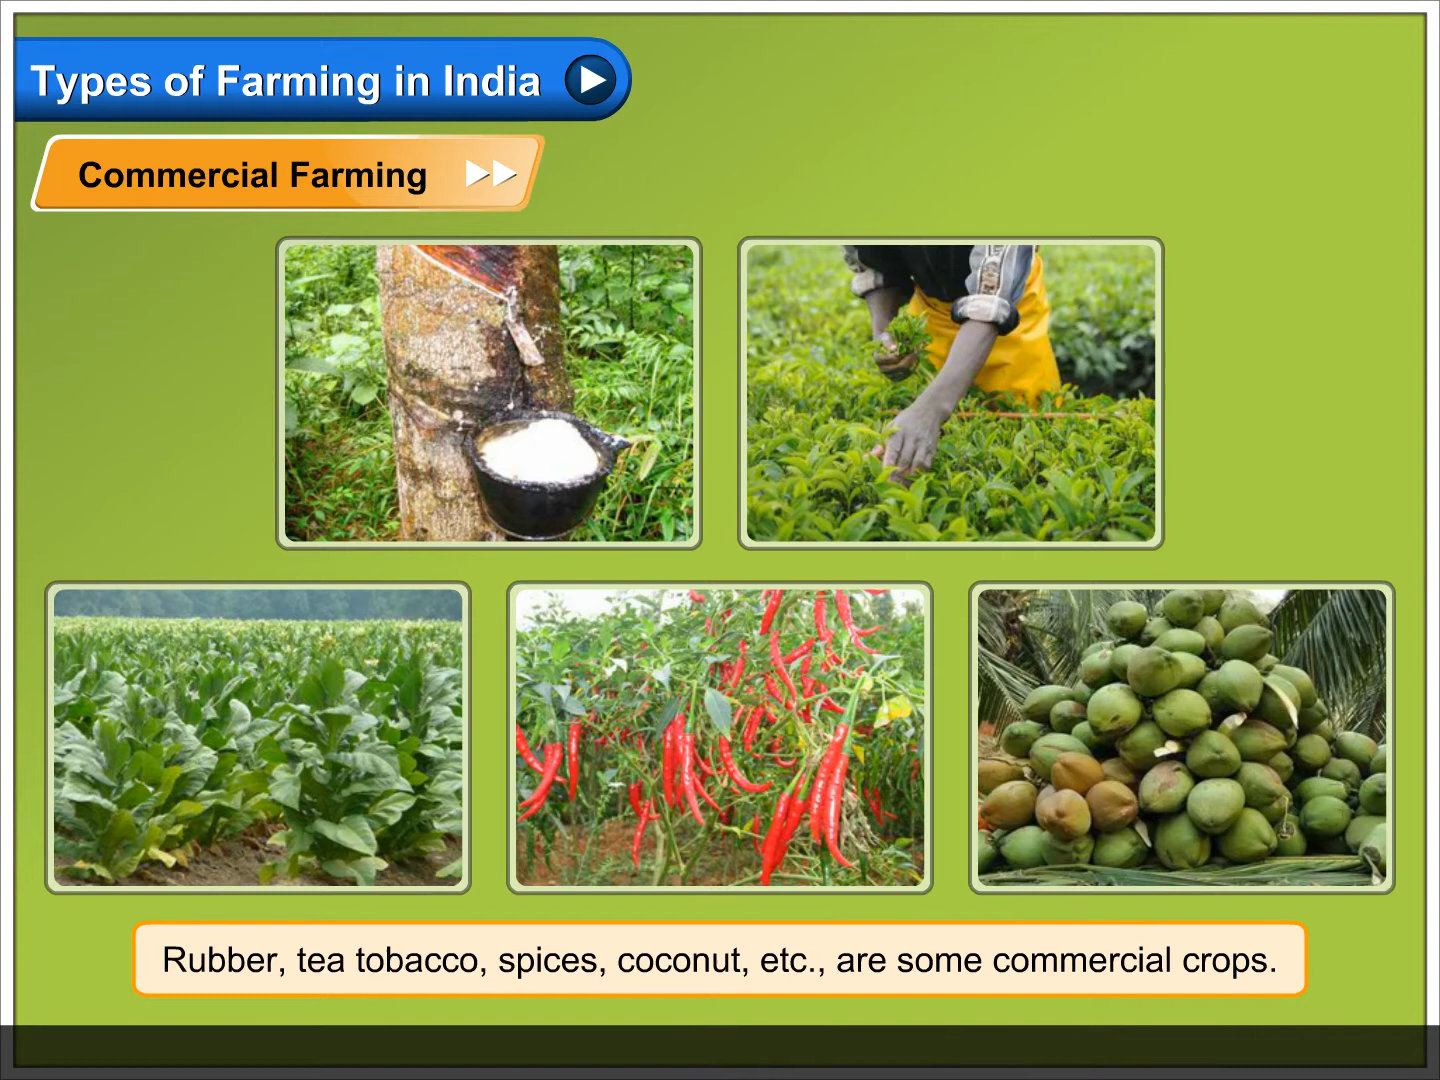 Types of Farming in India
Commercial Farming
Rubber, tea tobacco, spices, coconut, etc., are some commercial crops.